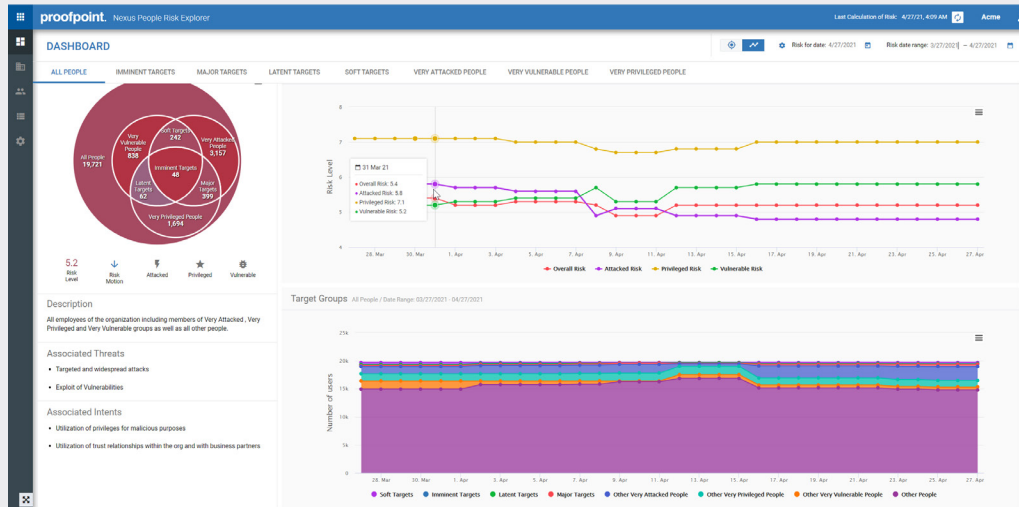 proofpoint. Nexus People Risk Explorer
Last Calculation of Risk: 4/27/21, 4:09 AM
Acme
DASHBOARD
Risk for date: 4/27/2021
Risk date range: 3/27/2021 – 4/27/2021
ALL PEOPLE IMMINENT TARGETS MAJOR TARGETS LATENT TARGETS SOFT TARGETS VERY ATTACKED PEOPLE VERY VULNERABLE PEOPLE VERY PRIVILEGED PEOPLE
All People
19,721
Very
Vulnerable
People
838
Soft Targets
242
Very Attacked
People
3,157
Imminent Targets
48
Latent
Targets
62
Major
Targets
399
Very Privileged People
1,694
5.2
Risk
Level
Risk
Motion
Attacked
Privileged
Vulnerable
Description
All employees of the organization including members of Very Attacked , Very
Privileged and Very Vulnerable groups as well as all other people.
Associated Threats
• Targeted and widespread attacks
• Exploit of Vulnerabilities
Associated Intents
• Utilization of privileges for malicious purposes
• Utilization of trust relationships within the org and with business partners
Risk Level
8
7
6
5
4
31 Mar 21
• Overall Risk: 5.4
• Attacked Risk: 5.8
• Privileged Risk: 7.1
• Vulnerable Risk: 5.2
28. Mar 30. Mar 1. Apr 3. Apr 5. Apr 7. Apr 9. Apr 11. Apr 13. Apr 15. Apr 17. Apr 19. Apr 21. Apr 23. Apr 25. Apr 27. Apr
Overall Risk Attacked Risk Privileged Risk Vulnerable Risk
Target Groups All People / Date Range: 03/27/2021 - 04/27/2021
Number of users
25k
20k
15k
10k
5k
0
28. Mar 30. Mar 1. Apr 3. Apr 5. Apr 7. Apr 9. Apr 11. Apr 13. Apr 15. Apr 17. Apr 19. Apr 21. Apr 23. Apr 25. Apr 27. Apr
Soft Targets Imminent Targets Latent Targets Major Targets Other Very Attacked People Other Very Privileged People Other Very Vulnerable People Other People